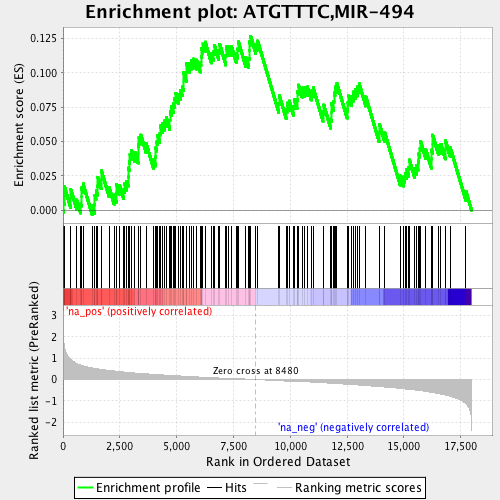 Enrichment plot: ATGTTTC,MIR-494
Enrichment score (ES)
0.125
0.100
0.075
0.050
0.025
0.000
'na_pos' (positively correlated)
Ranked list metric (PreRanked)
3
2
1
0
-1
-2
Zero cross at 8480
'na_neg' (negatively correlated)
0
2,500
5,000
7,500
10,000
12,500
15,000
17,500
Rank in Ordered Dataset
Enrichment profile
Hits
Ranking metric scores